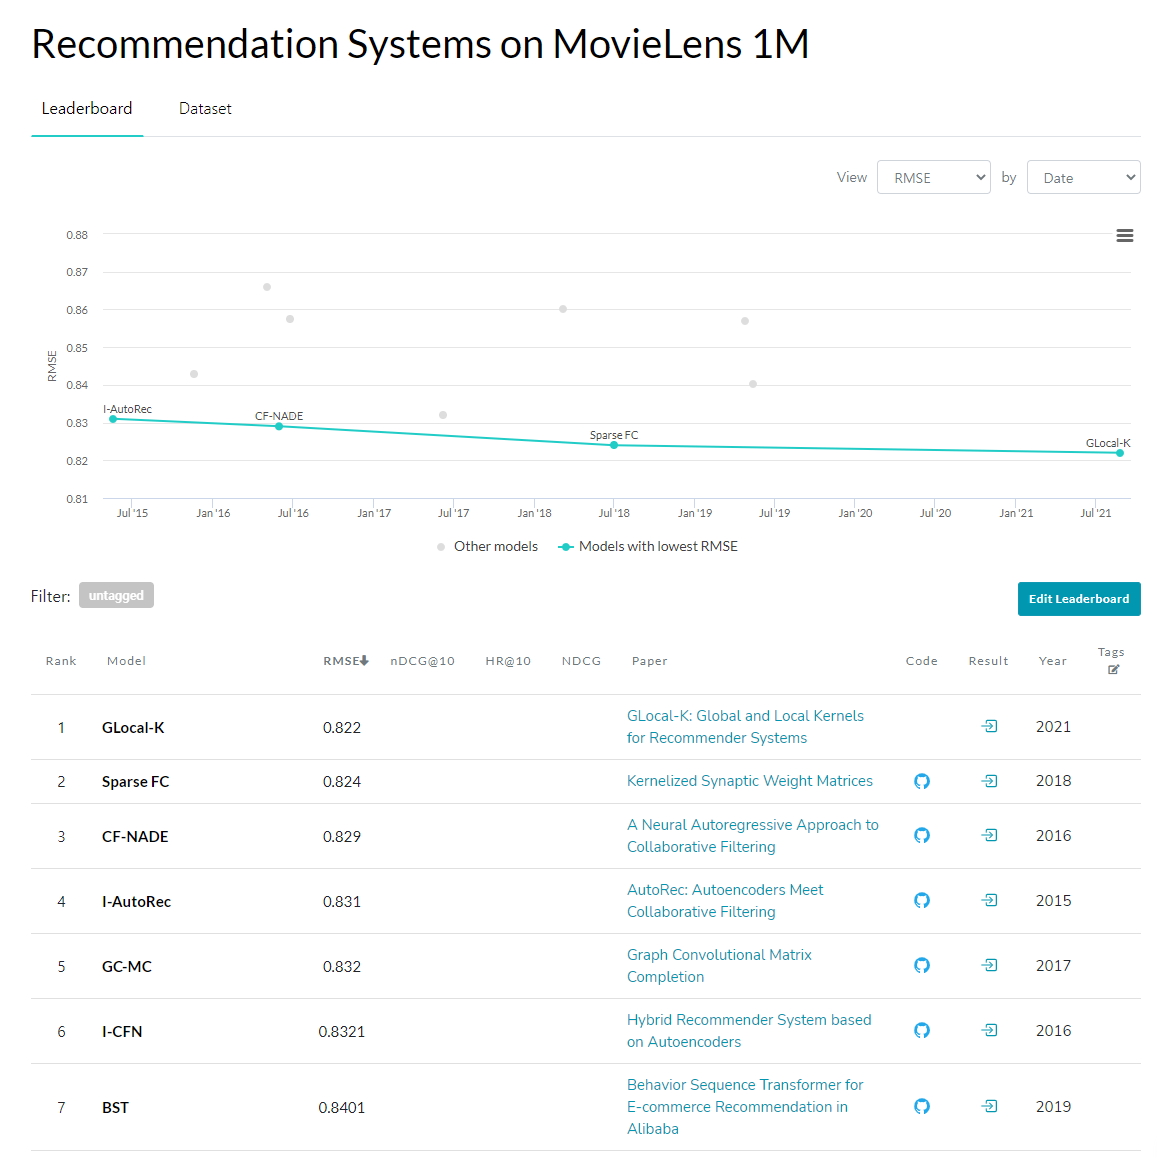 Recommendation Systems on MovieLens 1M
Leaderboard Dataset
View RMSE by Date
0.88
0.87
0.86
0.85
0.84
0.83
0.82
0.81
RMSE
I-AutoRec
CF-NADE
Sparse FC
GLocal-K
Jul '15 Jan '16 Jul '16 Jan '17 Jul '17 Jan '18 Jul '18 Jan '19 Jul '19 Jan '20 Jul '20 Jan '21 Jul '21
Other models Models with lowest RMSE
Filter: untagged Edit Leaderboard
Rank Model RMSE nDCG@10 HR@10 NDCG Paper Code Result Year Tags
1 GLocal-K 0.822 GLocal-K: Global and Local Kernels 2021
for Recommender Systems
2 Sparse FC 0.824 Kernelized Synaptic Weight Matrices 2018
3 CF-NADE 0.829 A Neural Autoregressive Approach to 2016
Collaborative Filtering
4 I-AutoRec 0.831 AutoRec: Autoencoders Meet 2015
Collaborative Filtering
5 GC-MC 0.832 Graph Convolutional Matrix 2017
Completion
6 I-CFN 0.8321 Hybrid Recommender System based 2016
on Autoencoders
7 BST 0.8401 Behavior Sequence Transformer for 2019
E-commerce Recommendation in
Alibaba